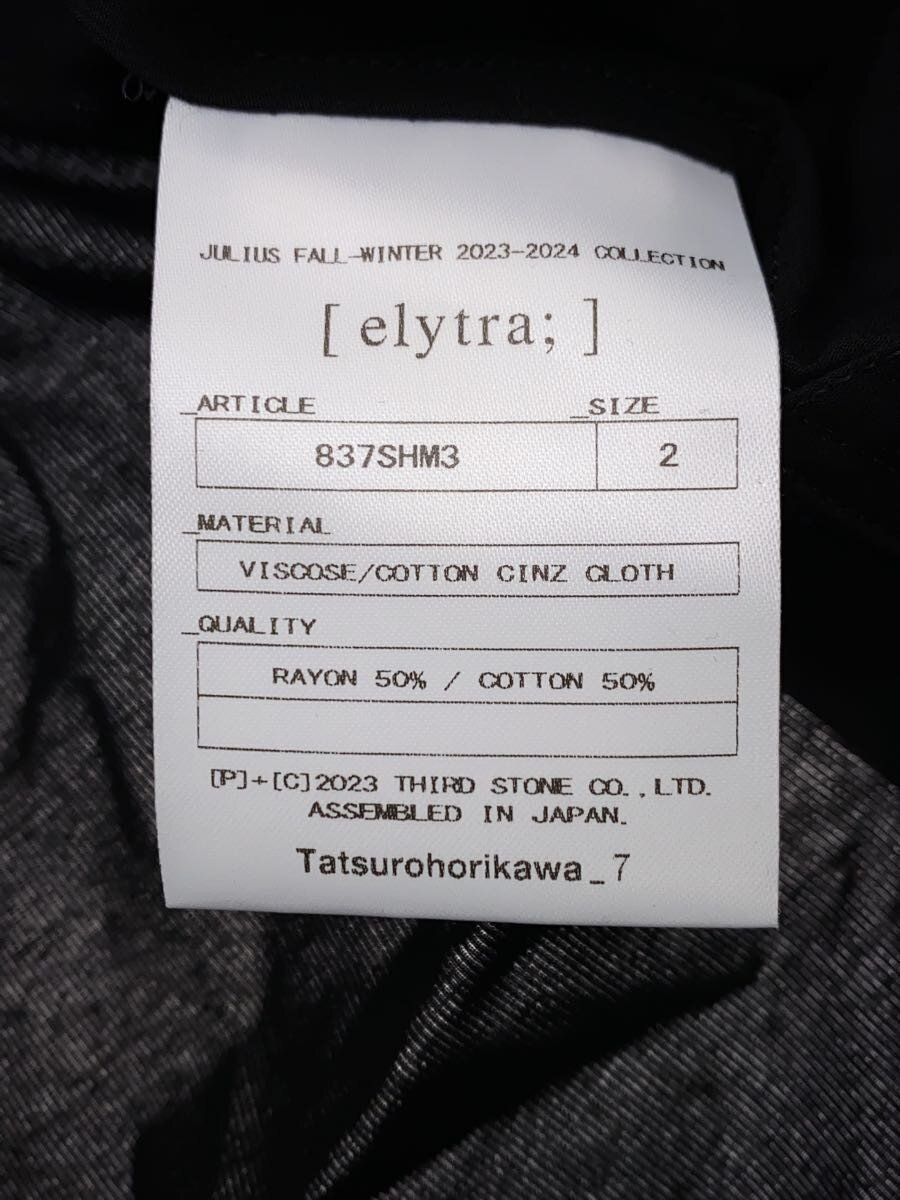 JULIUS FALL-WINTER 2023-2024 COLLECTION
[ elytra; ]
_ARTICLE _SIZE
837SHM3 2
_MATERIAL
VISCOSE/COTTON CINZ CLOTH
_QUALITY
RAYON 50% / COTTON 50%
[P]+[C]2023 THIRD STONE CO.,LTD.
ASSEMBLED IN JAPAN.
Tatsurohorikawa_7